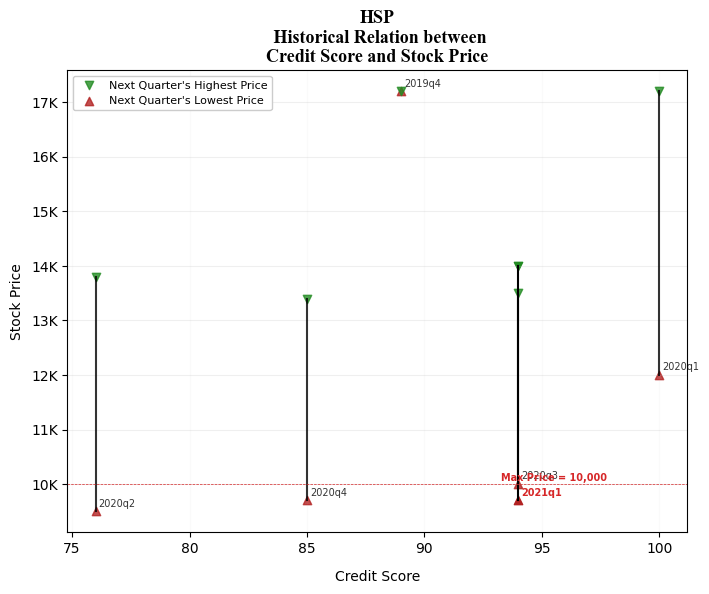 HSP
Historical Relation between
Credit Score and Stock Price
Next Quarter's Highest Price
Next Quarter's Lowest Price
2019q4
17K
16K
15K
14K
13K
12K
11K
10K
Stock Price
2020q1
2020q3
Max Price = 10,000
2021q1
2020q4
2020q2
75
80
85
90
95
100
Credit Score